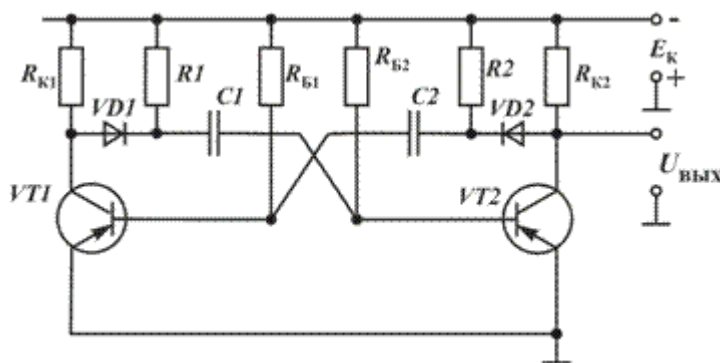 -
R_К1
R1
R_Б1
R_Б2
R2
R_К2
E_К
+
VD1
C1
C2
VD2
U_ВЫХ
VT1
VT2